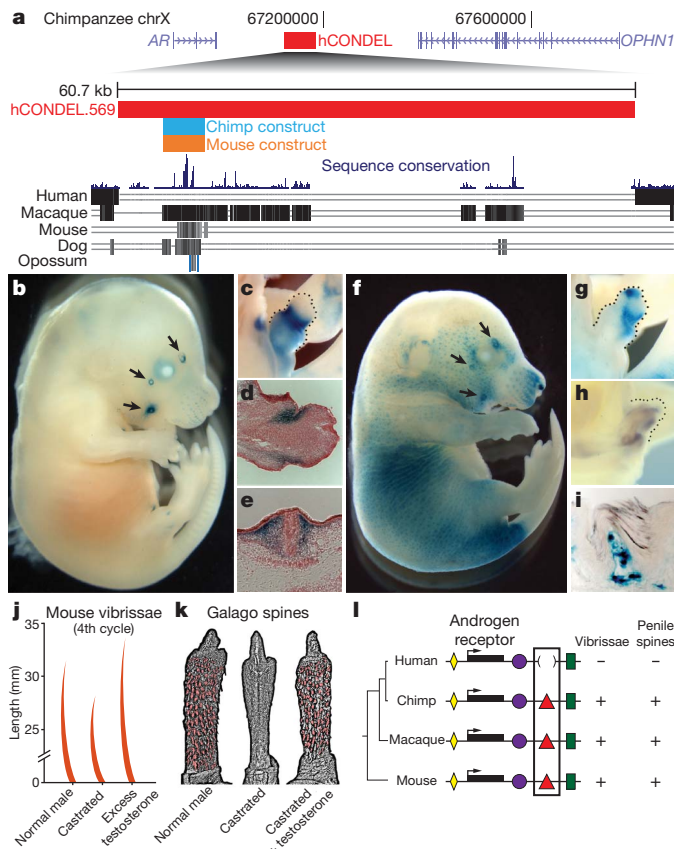 a
Chimpanzee chrX 67200000 67600000
AR hCONDEL OPHN1
60.7 kb
hCONDEL.569
Chimp construct
Mouse construct
Sequence conservation
Human
Macaque
Mouse
Dog
Opossum
b c f g
d h
e i
j Mouse vibrissae
(4th cycle)
35
30
25
0
Length (mm)
Normal male
Castrated
Excess
testosterone
k Galago spines
Normal male
Castrated
Castrated
+ testosterone
l
Androgen
receptor
Vibrissae
Penile
spines
Human ( ) – –
Chimp + +
Macaque + +
Mouse + +